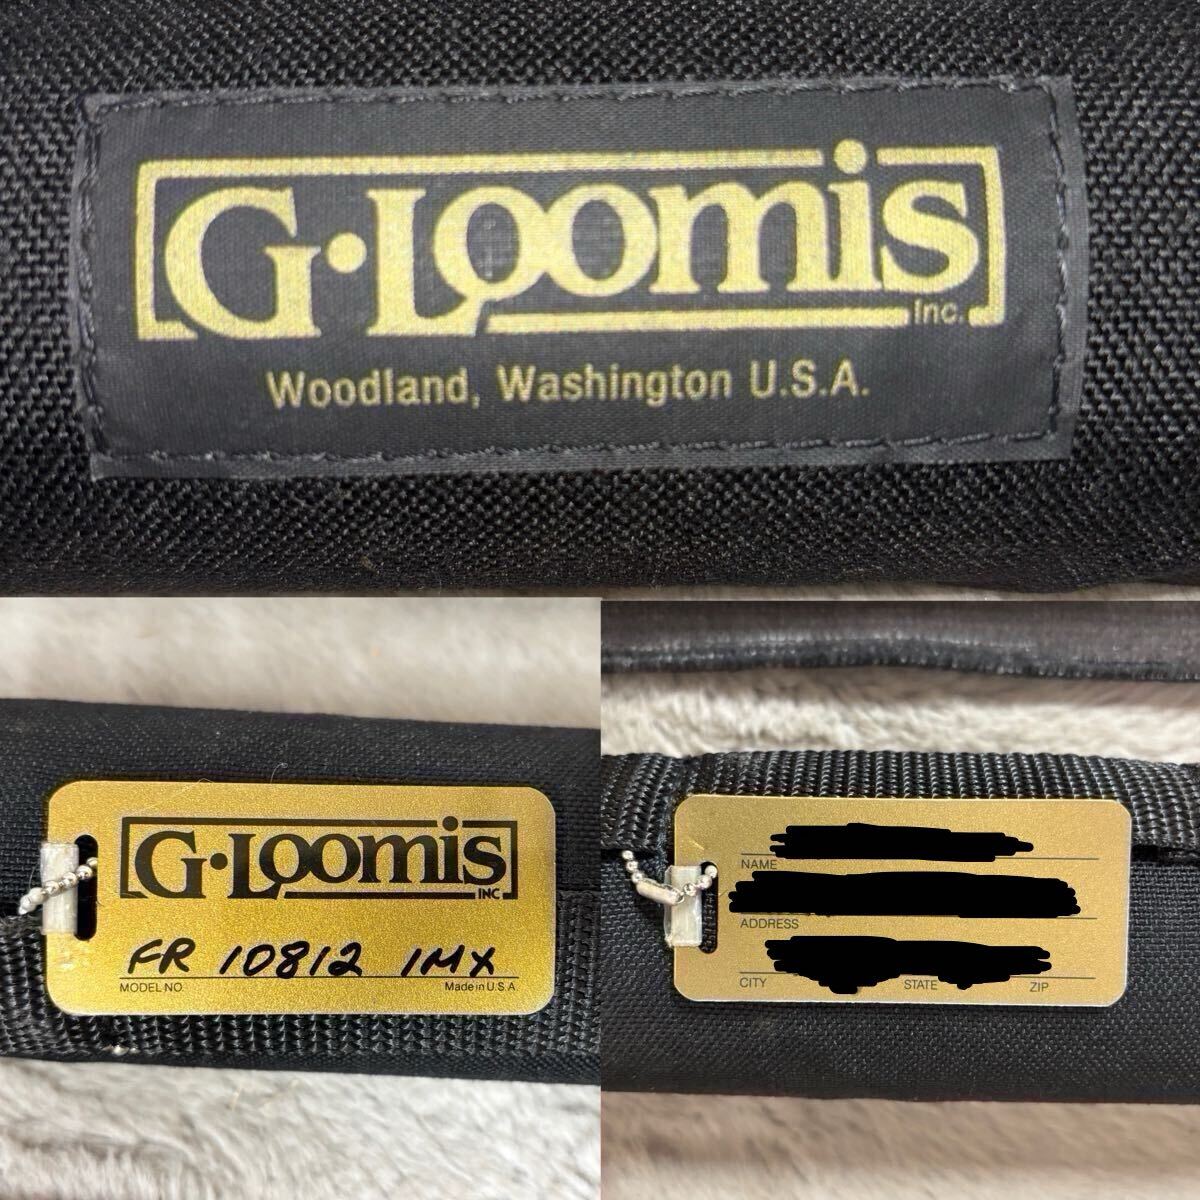 G·Loomis
Inc.
Woodland, Washington U.S.A.
G·Loomis
INC.
FR 10812 IMX
MODEL NO. Made in U.S.A.
NAME
ADDRESS
CITY STATE ZIP